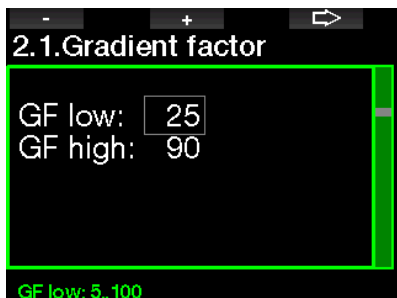 - +
2.1.Gradient factor
GF low: 25
GF high: 90
GF low: 5..100